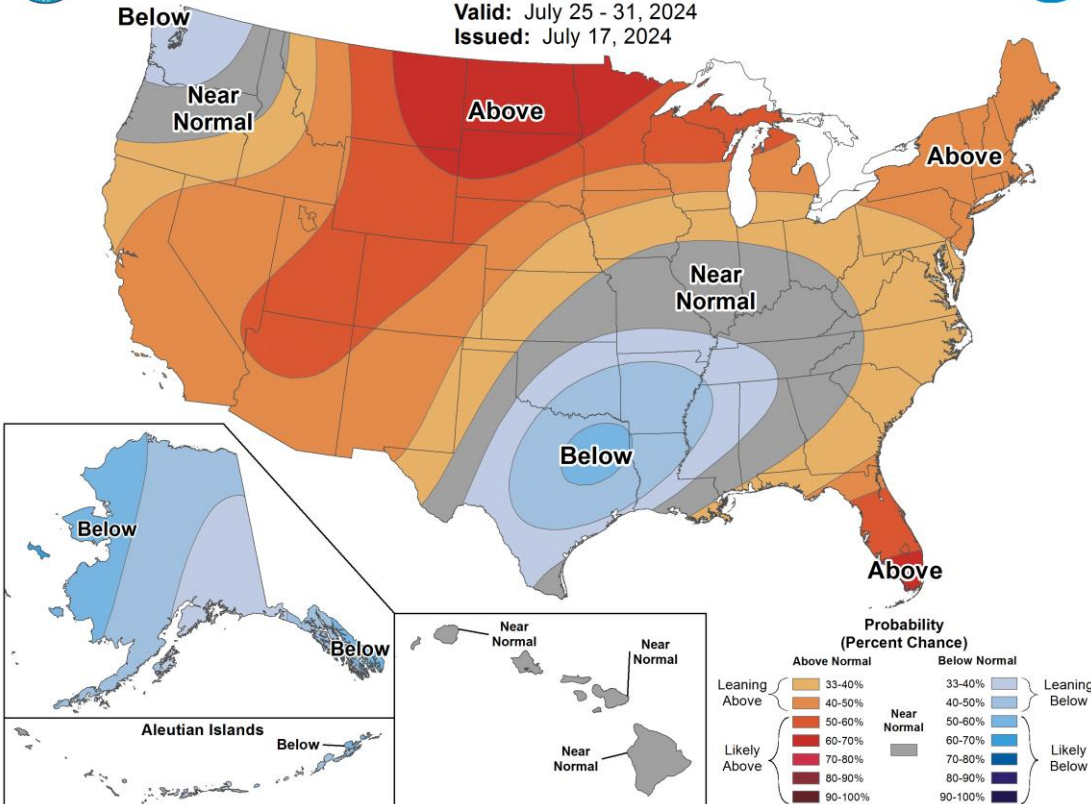 Valid: July 25 - 31, 2024
Issued: July 17, 2024
Below
Near
Normal
Above
Above
Near
Normal
Below
Above
Below
Below
Aleutian Islands
Below
Near
Normal
Near
Normal
Near
Normal
Probability
(Percent Chance)
Above Normal
Below Normal
Leaning
Above
33-40%
40-50%
Likely
Above
50-60%
60-70%
70-80%
80-90%
90-100%
Near
Normal
33-40%
40-50%
Leaning
Below
50-60%
60-70%
70-80%
80-90%
90-100%
Likely
Below